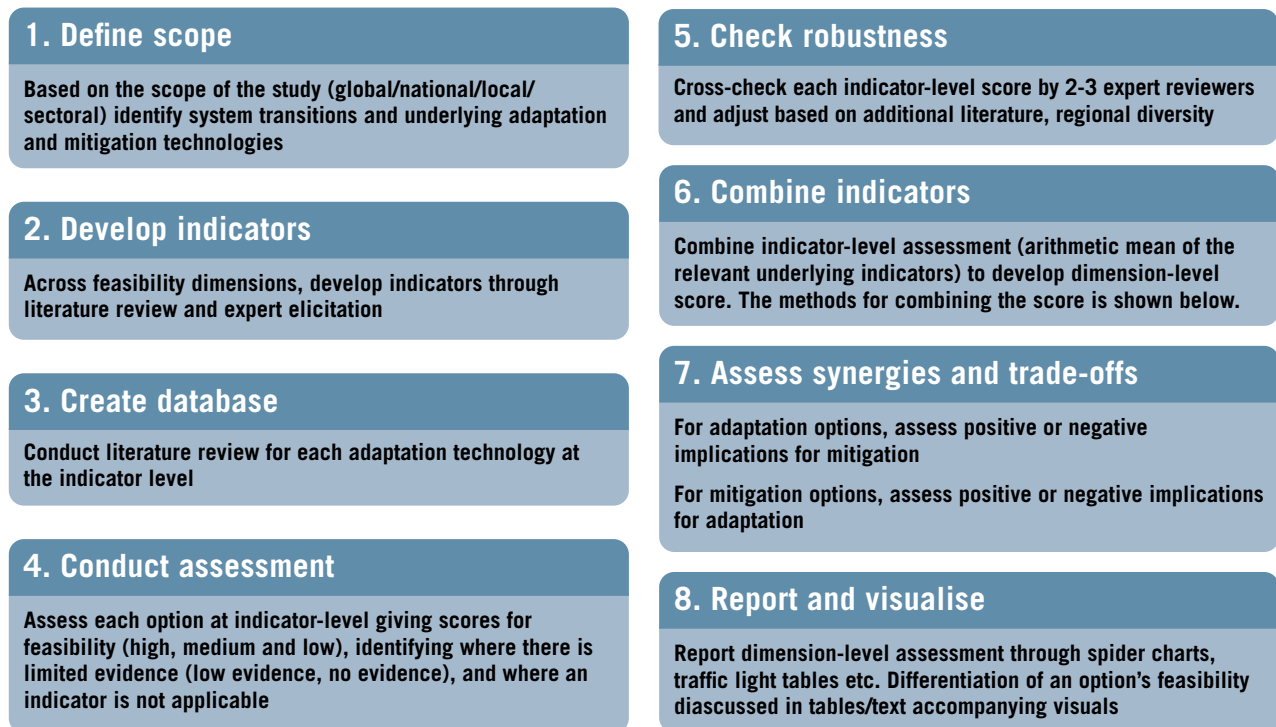 1. Define scope
Based on the scope of the study (global/national/local/
sectoral) identify system transitions and underlying adaptation
and mitigation technologies
2. Develop indicators
Across feasibility dimensions, develop indicators through
literature review and expert elicitation
3. Create database
Conduct literature review for each adaptation technology at
the indicator level
4. Conduct assessment
Assess each option at indicator-level giving scores for
feasibility (high, medium and low), identifying where there is
limited evidence (low evidence, no evidence), and where an
indicator is not applicable
5. Check robustness
Cross-check each indicator-level score by 2-3 expert reviewers
and adjust based on additional literature, regional diversity
6. Combine indicators
Combine indicator-level assessment (arithmetic mean of the
relevant underlying indicators) to develop dimension-level
score. The methods for combining the score is shown below.
7. Assess synergies and trade-offs
For adaptation options, assess positive or negative
implications for mitigation
For mitigation options, assess positive or negative implications
for adaptation
8. Report and visualise
Report dimension-level assessment through spider charts,
traffic light tables etc. Differentiation of an option’s feasibility
diascussed in tables/text accompanying visuals